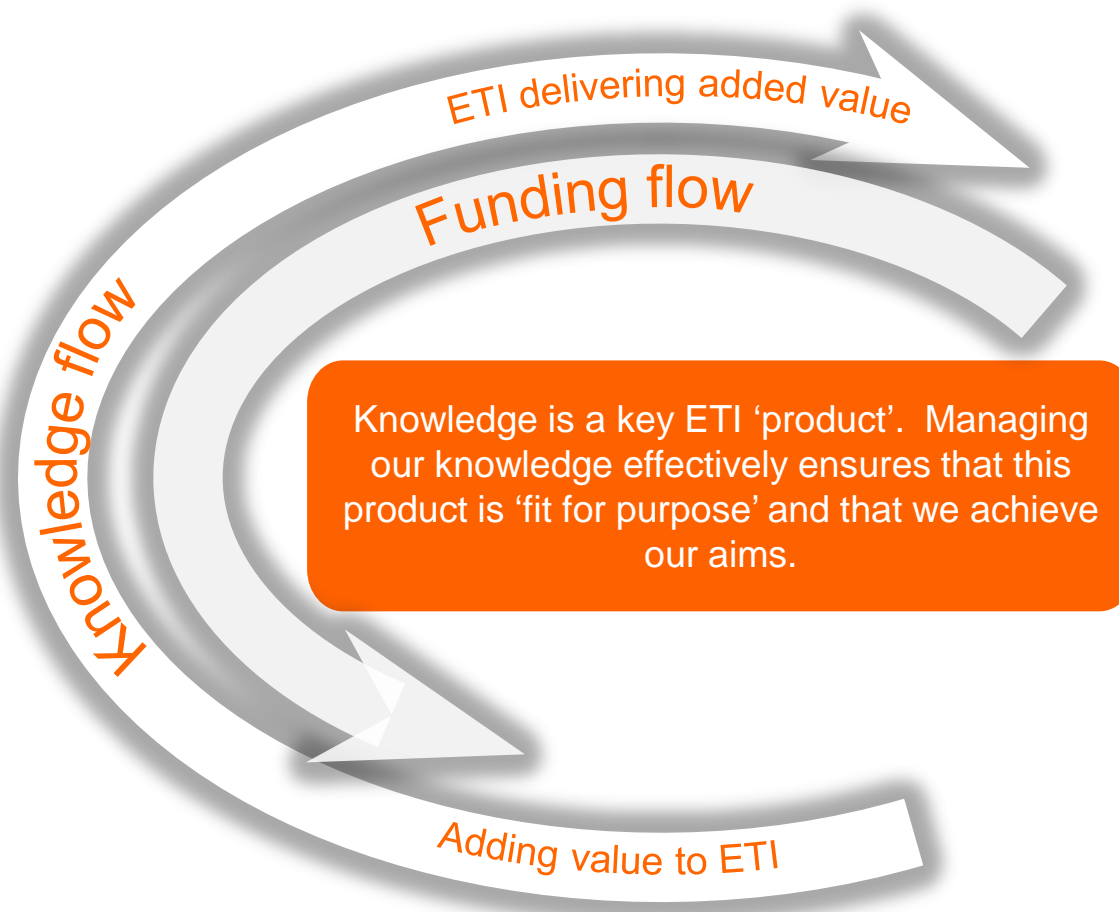 ETI delivering added value
Funding flow
Knowledge flow
Knowledge is a key ETI ‘product’.  Managing
our knowledge effectively ensures that this
product is ‘fit for purpose’ and that we achieve
our aims.
Adding value to ETI